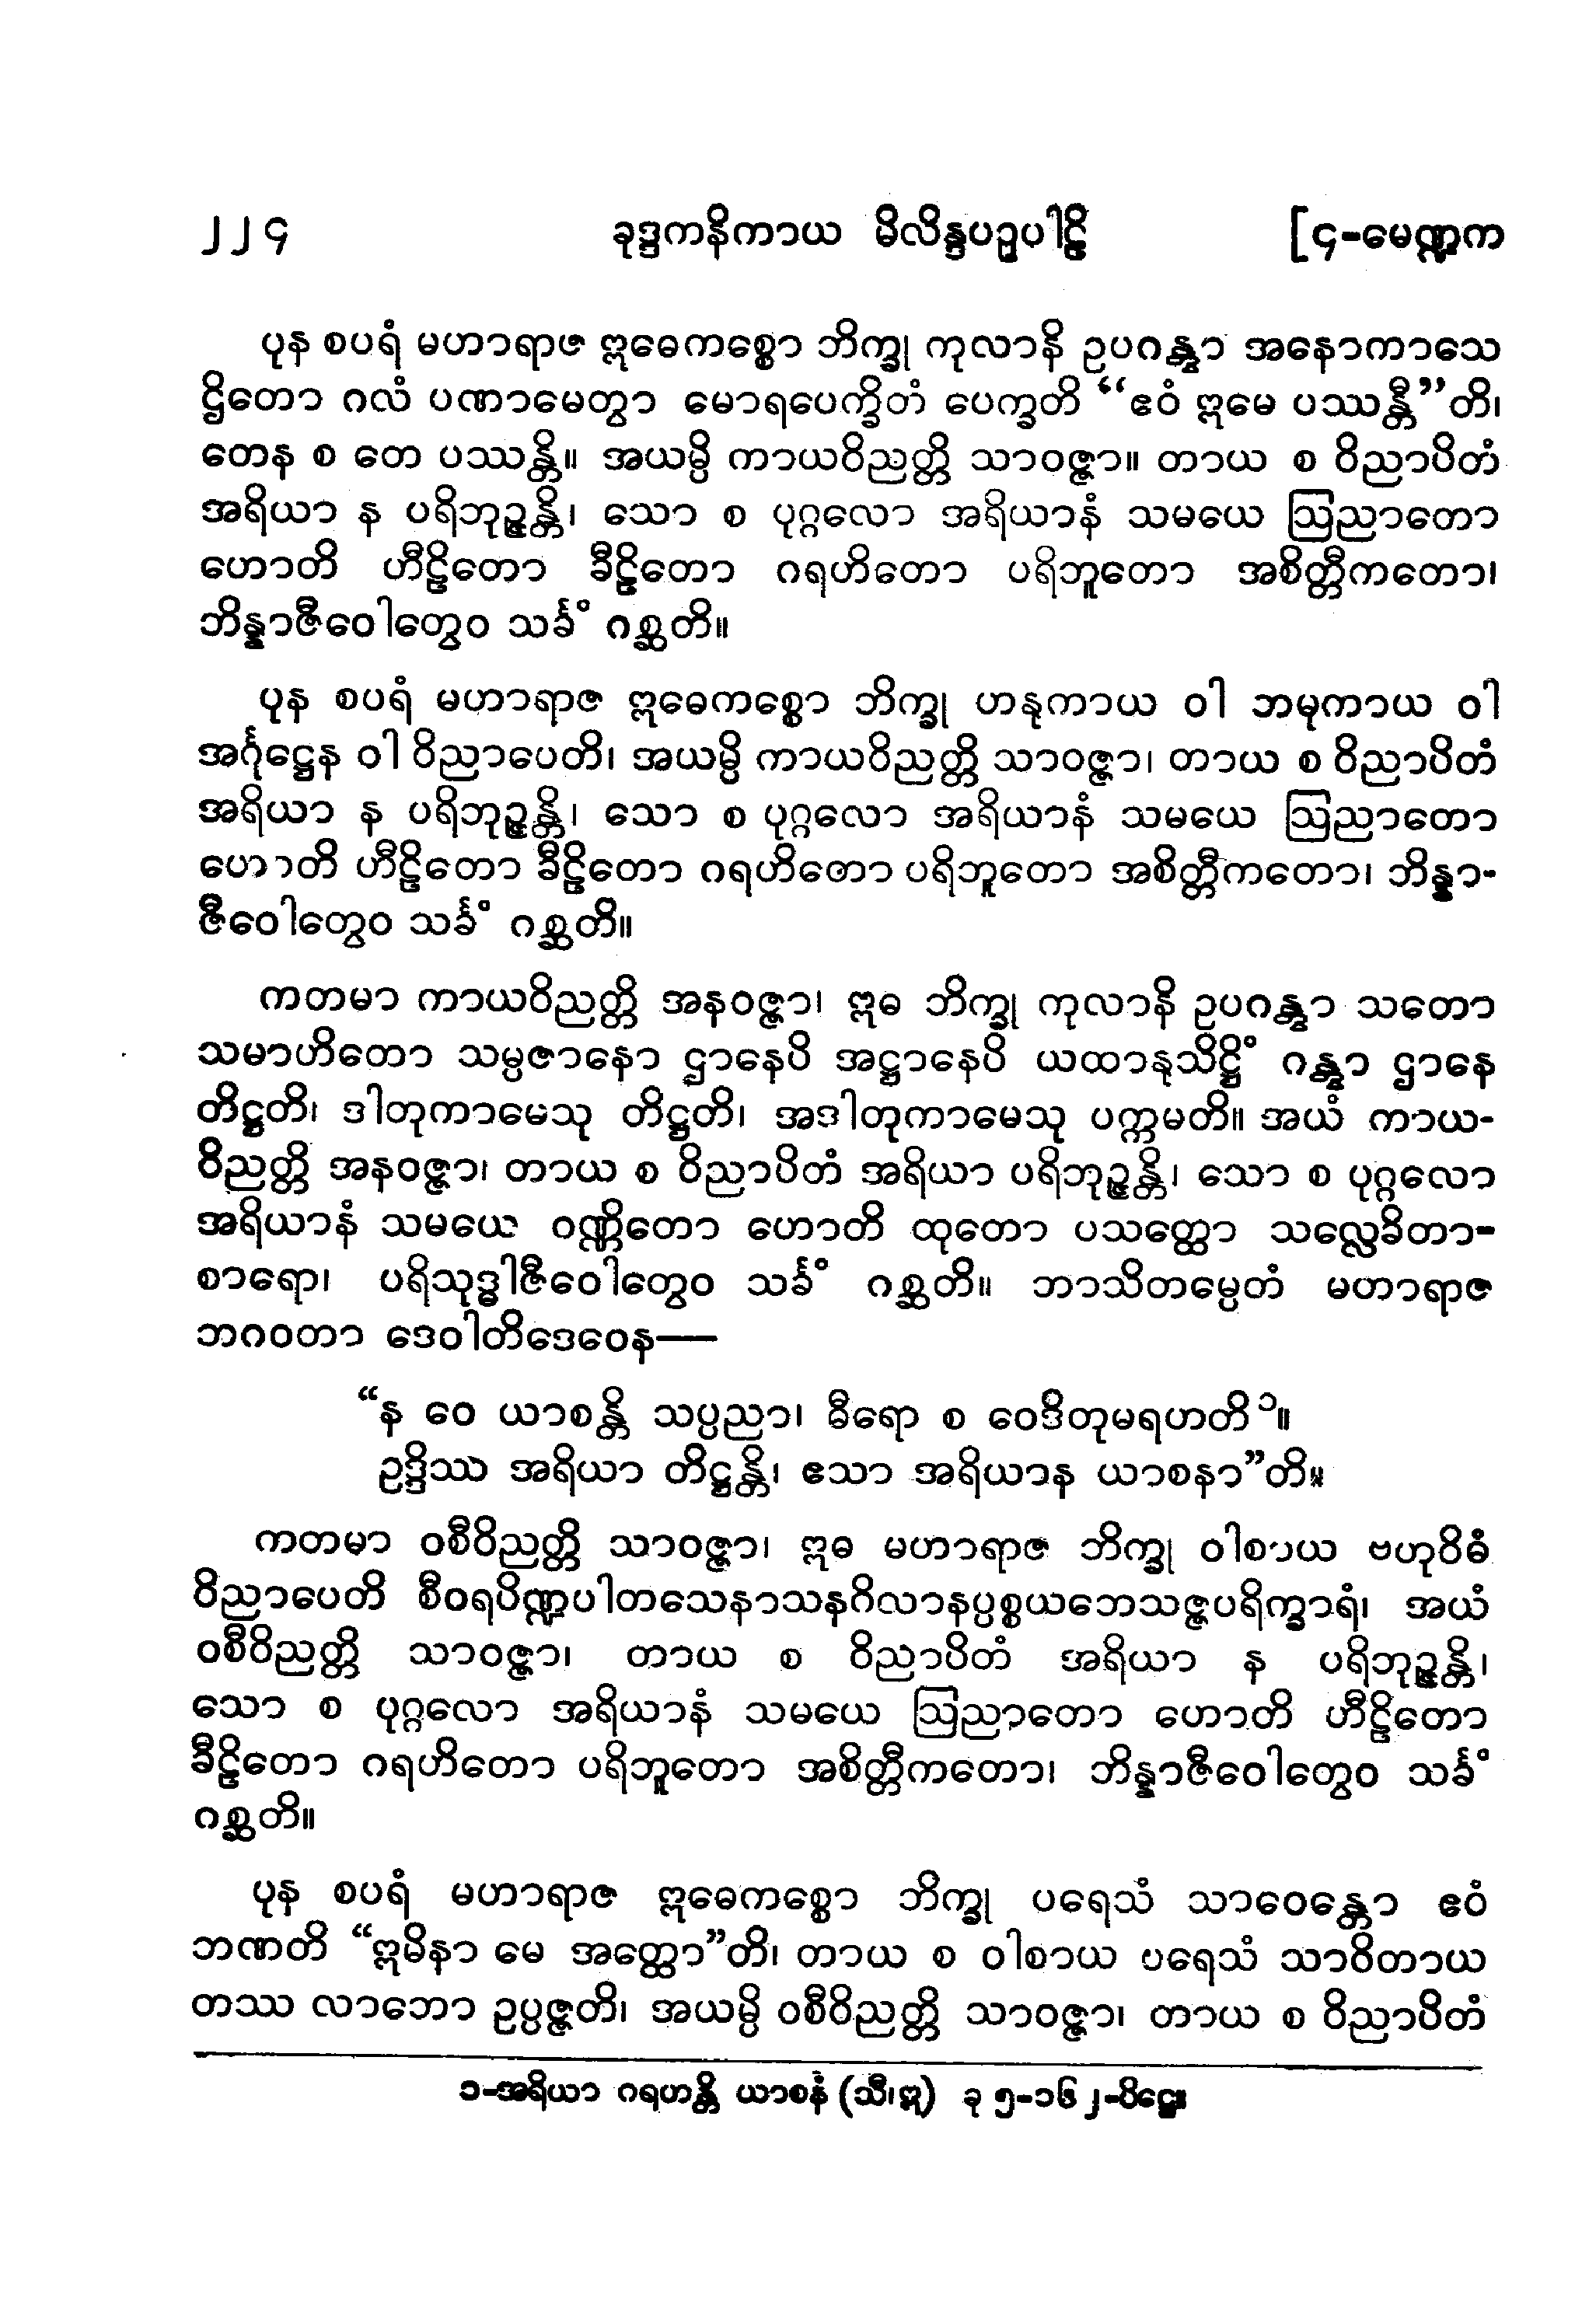 ၂၂၄ ခုဒ္ဒကနိကာယ မိလိန္ဒပဉှပါဠိ [၄-မေဏ္ဍက
ပုန စပရံ မဟာရာဇ ဣဓေကစ္စော ဘိက္ခု ကုလာနိ ဥပဂန္တွာ အနောကာသေ
ဌိတော ဂလံ ပဏာမေတွာ မောရပေက္ခိတံ ပေက္ခတိ “ဧဝံ ဣမေ ပဿန္တီ”တိ၊
တေန စ တေ ပဿန္တိ။ အယမ္ပိ ကာယဝိညတ္တိ သာဝဇ္ဇာ။ တာယ စ ဝိညာပိတံ
အရိယာ န ပရိဘုဉ္ဇန္တိ၊ သော စ ပုဂ္ဂလော အရိယာနံ သမယေ ဩညာတော
ဟောတိ ဟီဠိတော ခီဠိတော ဂရဟိတော ပရိဘူတော အစိတ္တီကတော၊
ဘိန္နာဇီဝေါတွေဝ သင်္ခံ ဂစ္ဆတိ။
ပုန စပရံ မဟာရာဇ ဣဓေကစ္စော ဘိက္ခု ဟနုကာယ ဝါ ဘမုကာယ ဝါ
အင်္ဂုဋ္ဌေန ဝါ ဝိညာပေတိ၊ အယမ္ပိ ကာယဝိညတ္တိ သာဝဇ္ဇာ၊ တာယ စ ဝိညာပိတံ
အရိယာ န ပရိဘုဉ္ဇန္တိ၊ သော စ ပုဂ္ဂလော အရိယာနံ သမယေ ဩညာတော
ဟောတိ ဟီဠိတော ခီဠိတော ဂရဟိတော ပရိဘူတော အစိတ္တီကတော၊ ဘိန္နာ-
ဇီဝေါတွေဝ သင်္ခံ ဂစ္ဆတိ။
ကတမာ ကာယဝိညတ္တိ အနဝဇ္ဇာ၊ ဣဓ ဘိက္ခု ကုလာနိ ဥပဂန္တွာ သတော
သမာဟိတော သမ္ပဇာနော ဌာနေပိ အဋ္ဌာနေပိ ယထာနုသိဋ္ဌိံ ဂန္တွာ ဌာနေ
တိဋ္ဌတိ၊ ဒါတုကာမေသု တိဋ္ဌတိ၊ အဒါတုကာမေသု ပက္ကမတိ။ အယံ ကာယ-
ဝိညတ္တိ အနဝဇ္ဇာ၊ တာယ စ ဝိညာပိတံ အရိယာ ပရိဘုဉ္ဇန္တိ၊ သော စ ပုဂ္ဂလော
အရိယာနံ သမယေ ဝဏ္ဏိတော ဟောတိ ထုတော ပသတ္ထော သလ္လေခိတာ-
စာရော၊ ပရိသုဒ္ဓါဇီဝေါတွေဝ သင်္ခံ ဂစ္ဆတိ။ ဘာသိတမ္ပေတံ မဟာရာဇ
ဘဂဝတာ ဒေဝါတိဒေဝေန——
“န ဝေ ယာစန္တိ သပ္ပညာ၊ ဓီရော စ ဝေဒိတုမရဟတိ ၁။
ဥဒ္ဒိဿ အရိယာ တိဋ္ဌန္တိ၊ ဧသာ အရိယာန ယာစနာ”တိ။
ကတမာ ဝစီဝိညတ္တိ သာဝဇ္ဇာ၊ ဣဓ မဟာရာဇ ဘိက္ခု ဝါစာယ ဗဟုဝိဓံ
ဝိညာပေတိ စီဝရပိဏ္ဍပါတသေနာသနဂိလာနပ္ပစ္စယဘေသဇ္ဇပရိက္ခာရံ၊ အယံ
ဝစီဝိညတ္တိ သာဝဇ္ဇာ၊ တာယ စ ဝိညာပိတံ အရိယာ န ပရိဘုဉ္ဇန္တိ၊
သော စ ပုဂ္ဂလော အရိယာနံ သမယေ ဩညာတော ဟောတိ ဟီဠိတော
ခီဠိတော ဂရဟိတော ပရိဘူတော အစိတ္တီကတော၊ ဘိန္နာဇီဝေါတွေဝ သင်္ခံ
ဂစ္ဆတိ။
ပုန စပရံ မဟာရာဇ ဣဓေကစ္စော ဘိက္ခု ပရေသံ သာဝေန္တော ဧဝံ
ဘဏတိ “ဣမိနာ မေ အတ္ထော”တိ၊ တာယ စ ဝါစာယ ပရေသံ သာဝိတာယ
တဿ လာဘော ဥပ္ပဇ္ဇတိ၊ အယမ္ပိ ဝစီဝိညတ္တိ သာဝဇ္ဇာ၊ တာယ စ ဝိညာပိတံ
၁-အရိယာ ဂရဟန္တိ ယာစနံ (သီ၊ဣ) ခု ၅-၁၆၂-ပိဋ္ဌေ။